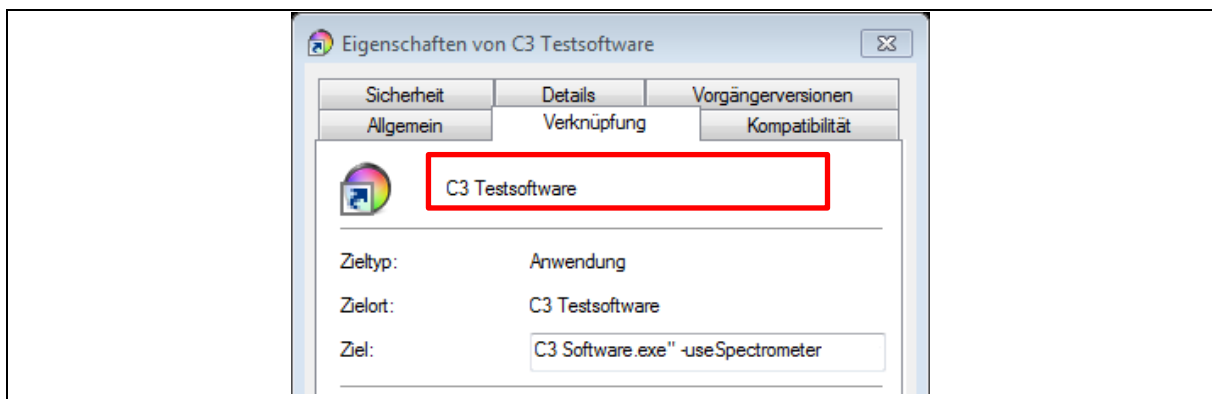 Eigenschaften von C3 Testsoftware
Sicherheit Details Vorgängerversionen
Allgemein Verknüpfung Kompatibilität
C3 Testsoftware
Zieltyp: Anwendung
Zielort: C3 Testsoftware
Ziel: C3 Software.exe" -useSpectrometer